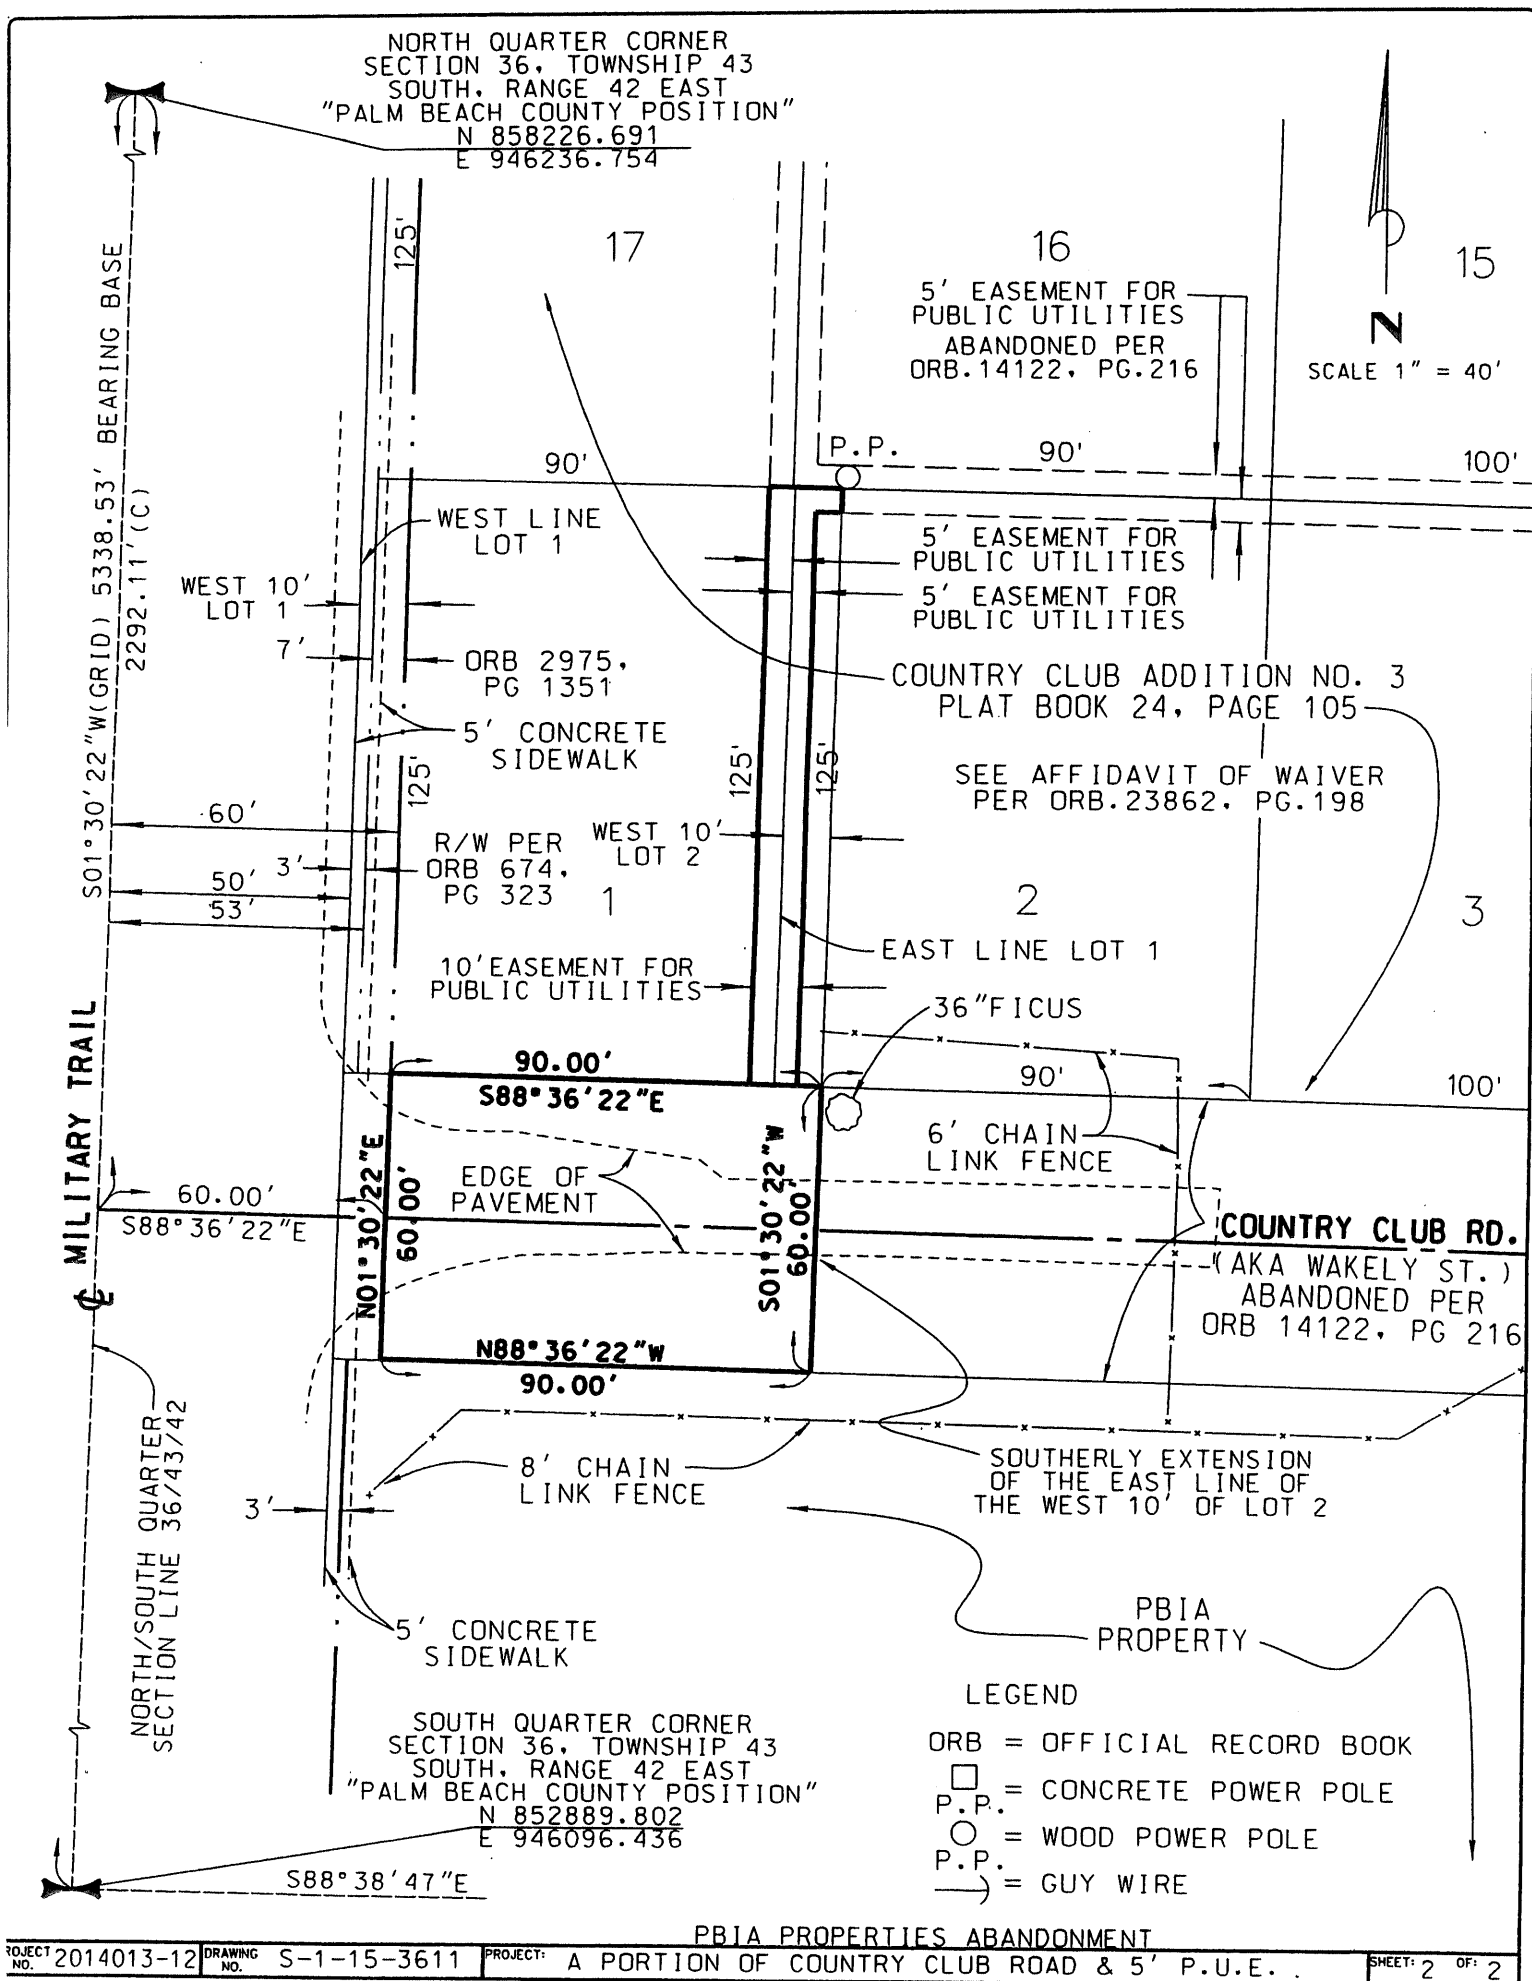 NORTH QUARTER CORNER
SECTION 36, TOWNSHIP 43
SOUTH, RANGE 42 EAST
"PALM BEACH COUNTY POSITION"
N 858226.691
E 946236.754
125'
17
16
15
5' EASEMENT FOR
PUBLIC UTILITIES
ABANDONED PER
ORB.14122, PG.216
N
SCALE 1" = 40'
S01°30'22"W(GRID) 5338.53' BEARING BASE
2292.11'(C)
90'
P.P.
90'
100'
WEST LINE
LOT 1
5' EASEMENT FOR
PUBLIC UTILITIES
WEST 10'
LOT 1
5' EASEMENT FOR
PUBLIC UTILITIES
7'
ORB 2975,
PG 1351
COUNTRY CLUB ADDITION NO. 3
PLAT BOOK 24, PAGE 105
5' CONCRETE
SIDEWALK
125'
125'
125'
SEE AFFIDAVIT OF WAIVER
PER ORB.23862, PG.198
60'
R/W PER
ORB 674,
PG 323
WEST 10'
LOT 2
3'
50'
53'
1
2
3
EAST LINE LOT 1
10'EASEMENT FOR
PUBLIC UTILITIES
36"FICUS
90.00'
S88°36'22"E
90'
100'
6' CHAIN
LINK FENCE
EDGE OF
PAVEMENT
N01°30'22"E
60.00'
S01°30'22"W
60.00'
60.00'
S88°36'22"E
℄ MILITARY TRAIL
COUNTRY CLUB RD.
(AKA WAKELY ST.)
ABANDONED PER
ORB 14122, PG 216
N88°36'22"W
90.00'
NORTH/SOUTH QUARTER
SECTION LINE 36/43/42
8' CHAIN
LINK FENCE
SOUTHERLY EXTENSION
OF THE EAST LINE OF
THE WEST 10' OF LOT 2
3'
5' CONCRETE
SIDEWALK
PBIA
PROPERTY
SOUTH QUARTER CORNER
SECTION 36, TOWNSHIP 43
SOUTH, RANGE 42 EAST
"PALM BEACH COUNTY POSITION"
N 852889.802
E 946096.436
S88°38'47"E
LEGEND
ORB = OFFICIAL RECORD BOOK
P.P. = CONCRETE POWER POLE
P.P. = WOOD POWER POLE
= GUY WIRE
PBIA PROPERTIES ABANDONMENT
ROJECT NO. 2014013-12 DRAWING NO. S-1-15-3611 PROJECT: A PORTION OF COUNTRY CLUB ROAD & 5' P.U.E. SHEET: 2 OF: 2